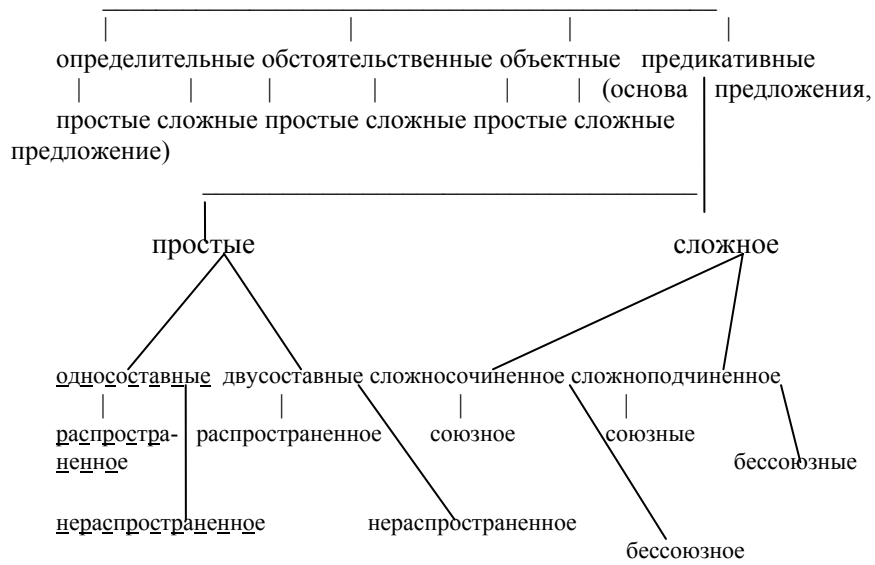 определительные обстоятельственные объектные предикативные
(основа предложения,
простые сложные простые сложные простые сложные
предложение)
простые сложное
односоставные двусоставные сложносочиненное сложноподчиненное
распростра- распространенное союзное союзные
ненное бессоюзные
нераспространенное нераспространенное
бессоюзное